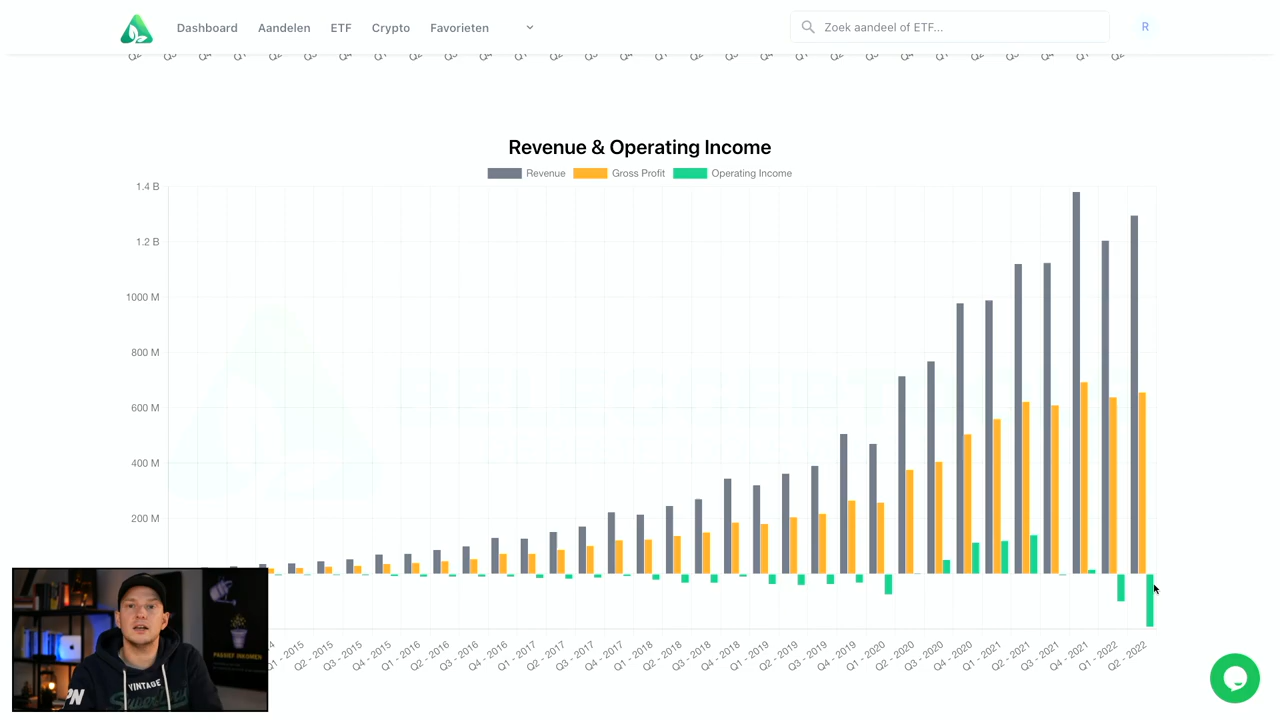 Dashboard Aandelen ETF Crypto Favorieten Zoek aandeel of ETF... R
Revenue & Operating Income
Revenue Gross Profit Operating Income
1.4 B
1.2 B
1000 M
800 M
600 M
400 M
200 M
Q1 - 2015 Q2 - 2015 Q3 - 2015 Q4 - 2015 Q1 - 2016 Q2 - 2016 Q3 - 2016 Q4 - 2016 Q1 - 2017 Q2 - 2017 Q3 - 2017 Q4 - 2017 Q1 - 2018 Q2 - 2018 Q3 - 2018 Q4 - 2018 Q1 - 2019 Q2 - 2019 Q3 - 2019 Q4 - 2019 Q1 - 2020 Q2 - 2020 Q3 - 2020 Q4 - 2020 Q1 - 2021 Q2 - 2021 Q3 - 2021 Q4 - 2021 Q1 - 2022 Q2 - 2022
PASSIEF INKOMEN
VINTAGE